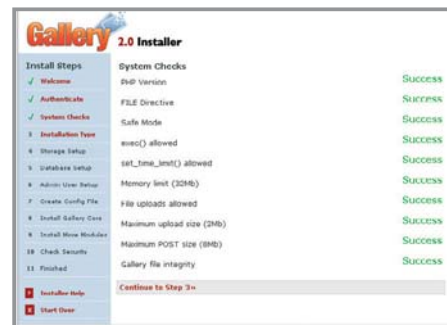 Gallery 2.0 Installer
Install Steps
√ Welcome
√ Authenticate
√ System Checks
3 Installation Type
4 Storage Setup
5 Database Setup
6 Admin User Setup
7 Create Config File
8 Install Gallery Core
9 Install More Modules
10 Check Security
11 Finished
? Installer Help
X Start Over
System Checks
PHP Version Success
FILE Directive Success
Safe Mode Success
exec() allowed Success
set_time_limit() allowed Success
Memory limit (32Mb) Success
File uploads allowed Success
Maximum upload size (2Mb) Success
Maximum POST size (8Mb) Success
Gallery file integrity Success
Continue to Step 3»